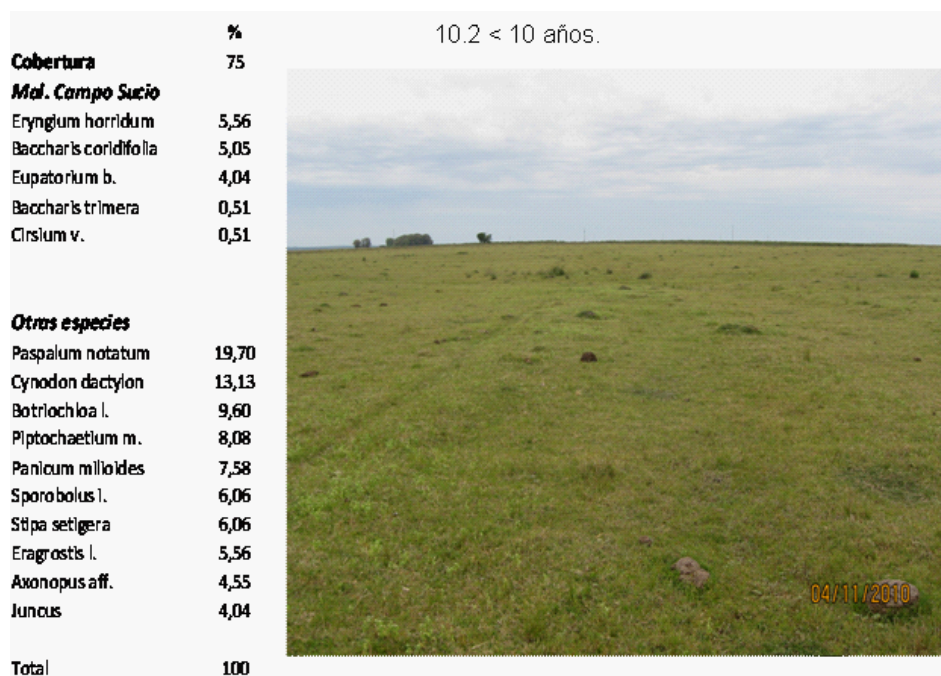 %
Cobertura 75
Mal. Campo Sucio
Eryngium horridum 5,56
Baccharis coridifolia 5,05
Eupatorium b. 4,04
Baccharis trimera 0,51
Cirsium v. 0,51
Otras especies
Paspalum notatum 19,70
Cynodon dactylon 13,13
Botriochloa l. 9,60
Piptochaetium m. 8,08
Panicum milioides 7,58
Sporobolus i. 6,06
Stipa setigera 6,06
Eragrostis l. 5,56
Axonopus aff. 4,55
Juncus 4,04
Total 100
10.2 < 10 años.
04/11/2010